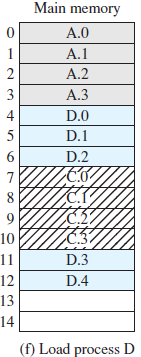 Main memory
0 A.0
1 A.1
2 A.2
3 A.3
4 D.0
5 D.1
6 D.2
7 C.0
8 C.1
9 C.2
10 C.3
11 D.3
12 D.4
13
14
(f) Load process D